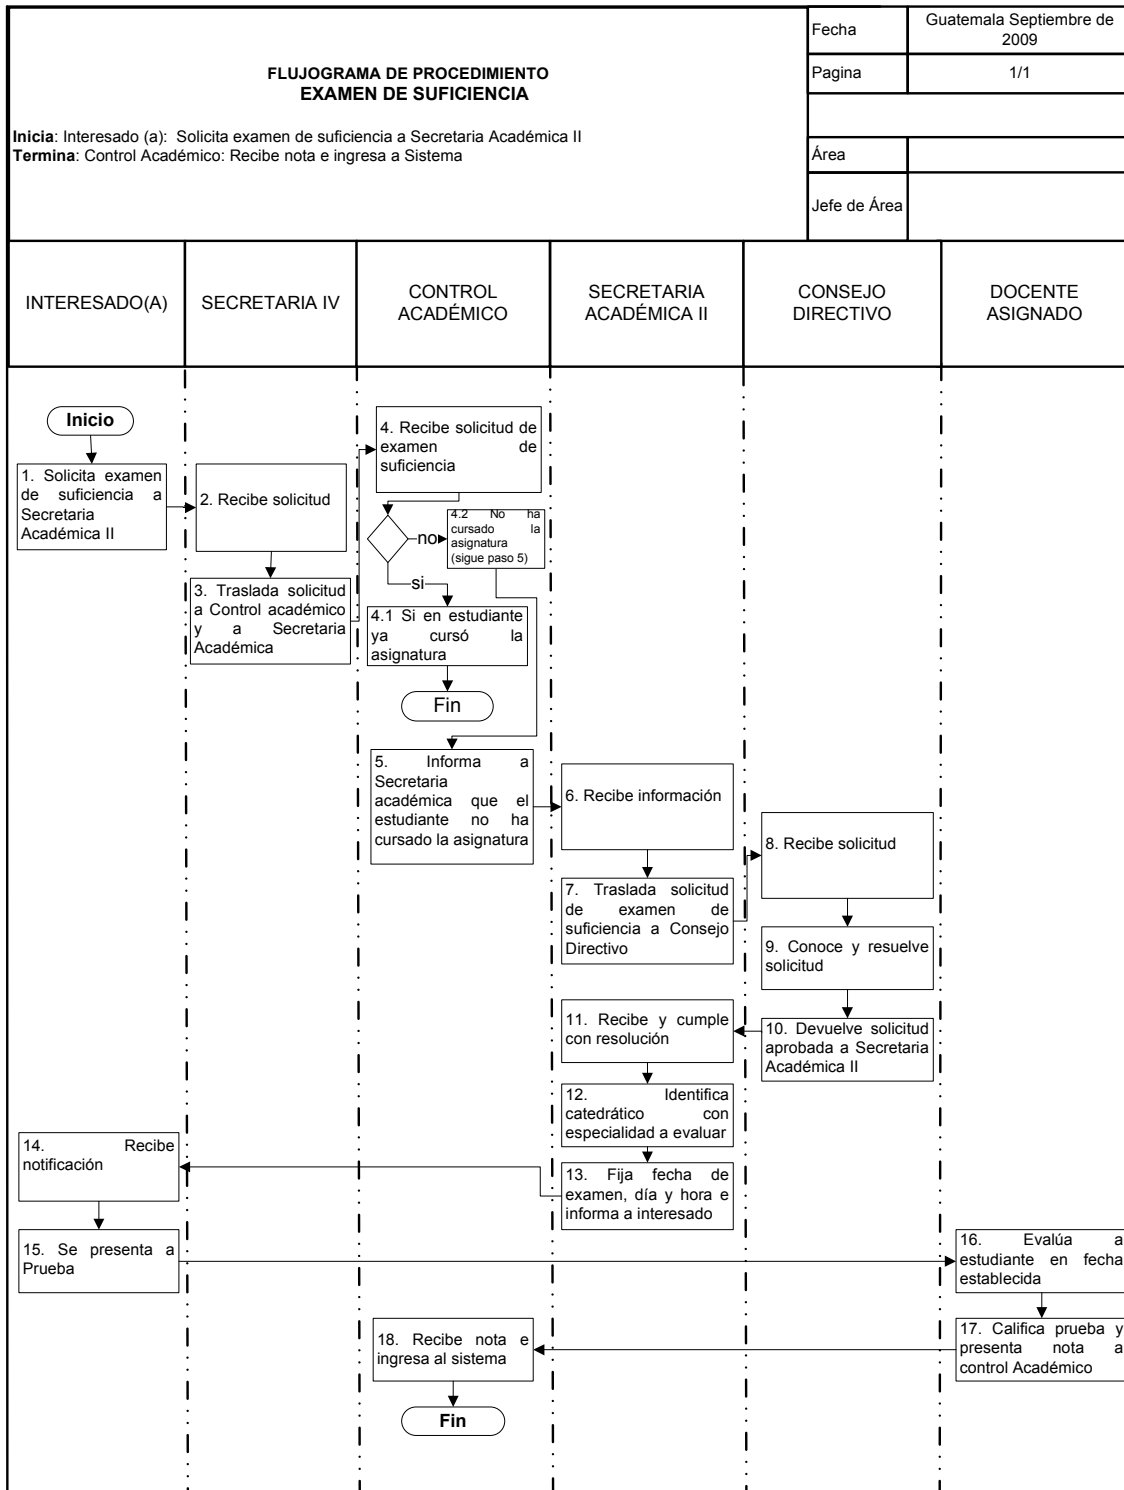 FLUJOGRAMA DE PROCEDIMIENTO
EXAMEN DE SUFICIENCIA
Inicia: Interesado (a): Solicita examen de suficiencia a Secretaria Académica II
Termina: Control Académico: Recibe nota e ingresa a Sistema
Fecha
Guatemala Septiembre de
2009
Pagina
1/1
Área
Jefe de Área
INTERESADO(A)
SECRETARIA IV
CONTROL
ACADÉMICO
SECRETARIA
ACADÉMICA II
CONSEJO
DIRECTIVO
DOCENTE
ASIGNADO
Inicio
1. Solicita examen
de suficiencia a
Secretaria
Académica II
2. Recibe solicitud
3. Traslada solicitud
a Control académico
y a Secretaria
Académica
4. Recibe solicitud de
examen de
suficiencia
no
4.2 No ha
cursado la
asignatura
(sigue paso 5)
si
4.1 Si en estudiante
ya cursó la
asignatura
Fin
5. Informa a
Secretaria
académica que el
estudiante no ha
cursado la asignatura
6. Recibe información
7. Traslada solicitud
de examen de
suficiencia a Consejo
Directivo
8. Recibe solicitud
9. Conoce y resuelve
solicitud
10. Devuelve solicitud
aprobada a Secretaria
Académica II
11. Recibe y cumple
con resolución
12. Identifica
catedrático con
especialidad a evaluar
13. Fija fecha de
examen, día y hora e
informa a interesado
14. Recibe
notificación
15. Se presenta a
Prueba
16. Evalúa a
estudiante en fecha
establecida
17. Califica prueba y
presenta nota a
control Académico
18. Recibe nota e
ingresa al sistema
Fin